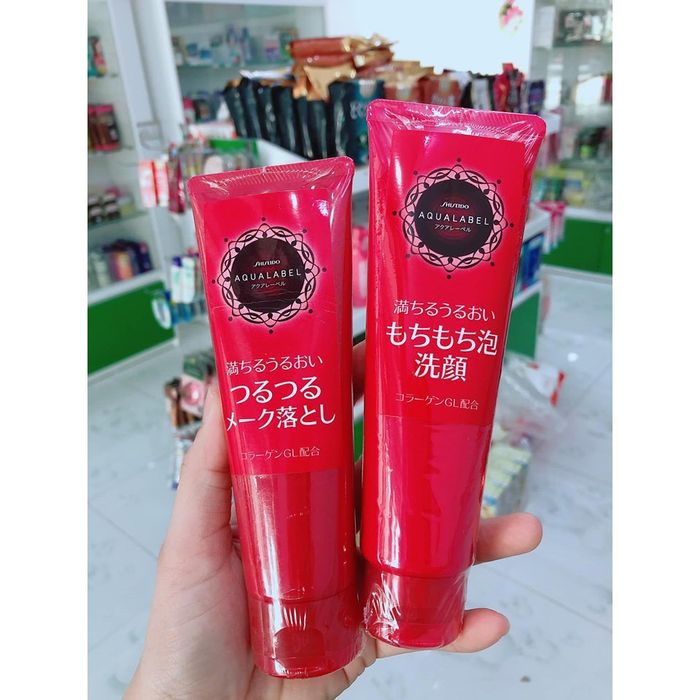 SHISEIDO
AQUALABEL
アクアレーベル
満ちるうるおい
つるつる
メーク落とし
コラーゲンGL配合
SHISEIDO
AQUALABEL
アクアレーベル
満ちるうるおい
もちもち泡
洗顔
コラーゲンGL配合